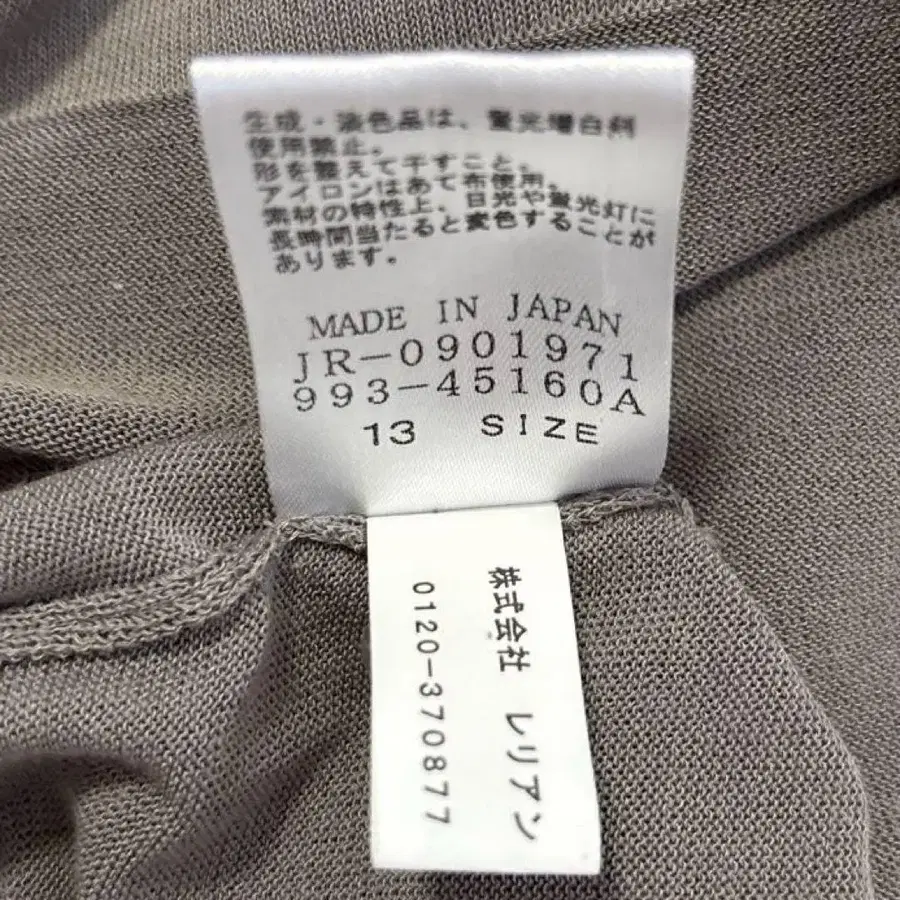 生成・淡色品は、蛍光増白剤
使用禁止。
形を整えて干すこと。
アイロンはあて布使用。
素材の特性上、日光や蛍光灯に
長時間当たると変色することが
あります。
MADE IN JAPAN
JR-0901971
993-45160A
13 SIZE
株式会社 レリアン
0120-370877